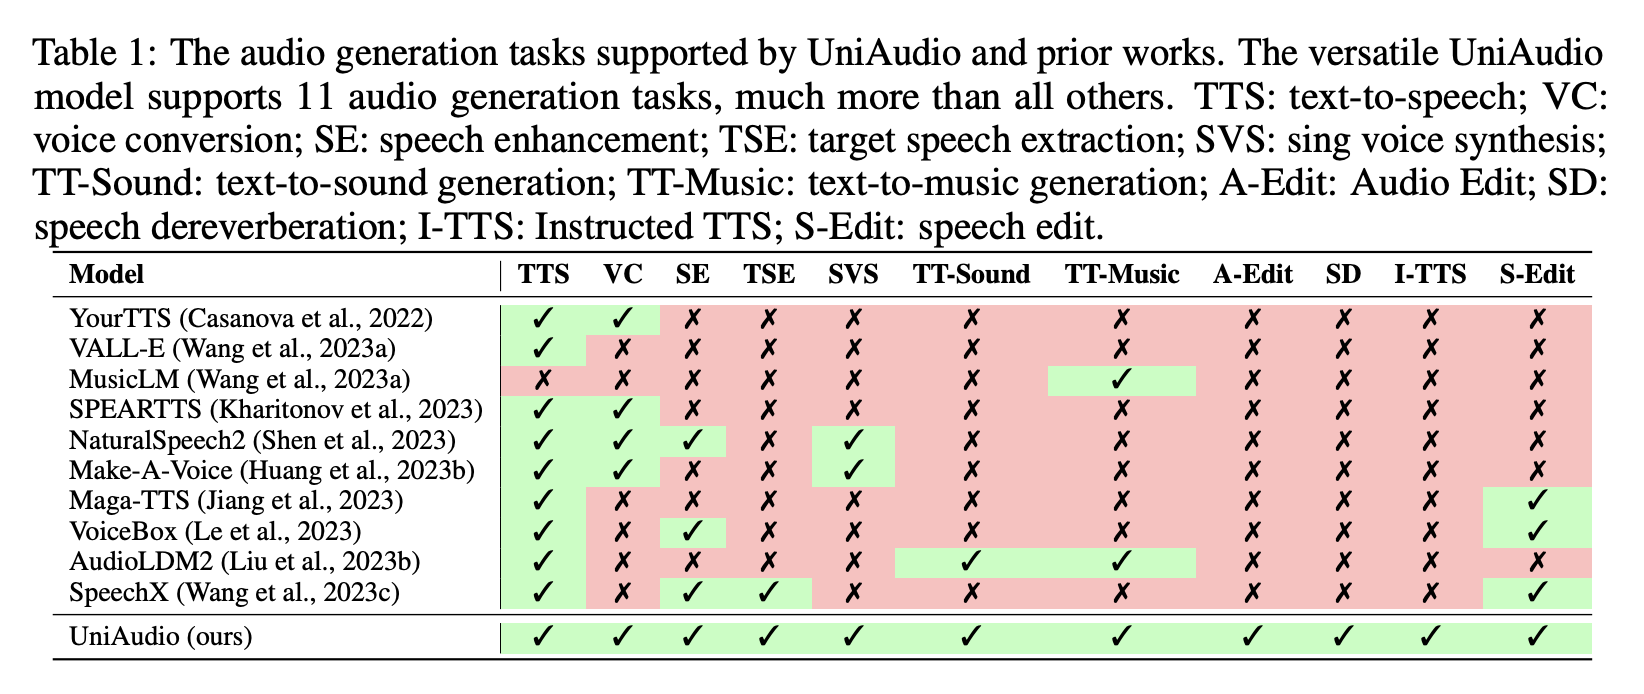 Table 1: The audio generation tasks supported by UniAudio and prior works. The versatile UniAudio
model supports 11 audio generation tasks, much more than all others. TTS: text-to-speech; VC:
voice conversion; SE: speech enhancement; TSE: target speech extraction; SVS: sing voice synthesis;
TT-Sound: text-to-sound generation; TT-Music: text-to-music generation; A-Edit: Audio Edit; SD:
speech dereverberation; I-TTS: Instructed TTS; S-Edit: speech edit.
Model TTS VC SE TSE SVS TT-Sound TT-Music A-Edit SD I-TTS S-Edit
YourTTS (Casanova et al., 2022) ✓ ✓ ✗ ✗ ✗ ✗ ✗ ✗ ✗ ✗ ✗
VALL-E (Wang et al., 2023a) ✓ ✗ ✗ ✗ ✗ ✗ ✗ ✗ ✗ ✗ ✗
MusicLM (Wang et al., 2023a) ✗ ✗ ✗ ✗ ✗ ✗ ✓ ✗ ✗ ✗ ✗
SPEARTTS (Kharitonov et al., 2023) ✓ ✓ ✗ ✗ ✗ ✗ ✗ ✗ ✗ ✗ ✗
NaturalSpeech2 (Shen et al., 2023) ✓ ✓ ✓ ✗ ✓ ✗ ✗ ✗ ✗ ✗ ✗
Make-A-Voice (Huang et al., 2023b) ✓ ✓ ✗ ✗ ✓ ✗ ✗ ✗ ✗ ✗ ✗
Maga-TTS (Jiang et al., 2023) ✓ ✗ ✗ ✗ ✗ ✗ ✗ ✗ ✗ ✗ ✓
VoiceBox (Le et al., 2023) ✓ ✗ ✓ ✗ ✗ ✗ ✗ ✗ ✗ ✗ ✓
AudioLDM2 (Liu et al., 2023b) ✓ ✗ ✗ ✗ ✗ ✓ ✓ ✗ ✗ ✗ ✗
SpeechX (Wang et al., 2023c) ✓ ✗ ✓ ✓ ✗ ✗ ✗ ✗ ✗ ✗ ✓
UniAudio (ours) ✓ ✓ ✓ ✓ ✓ ✓ ✓ ✓ ✓ ✓ ✓